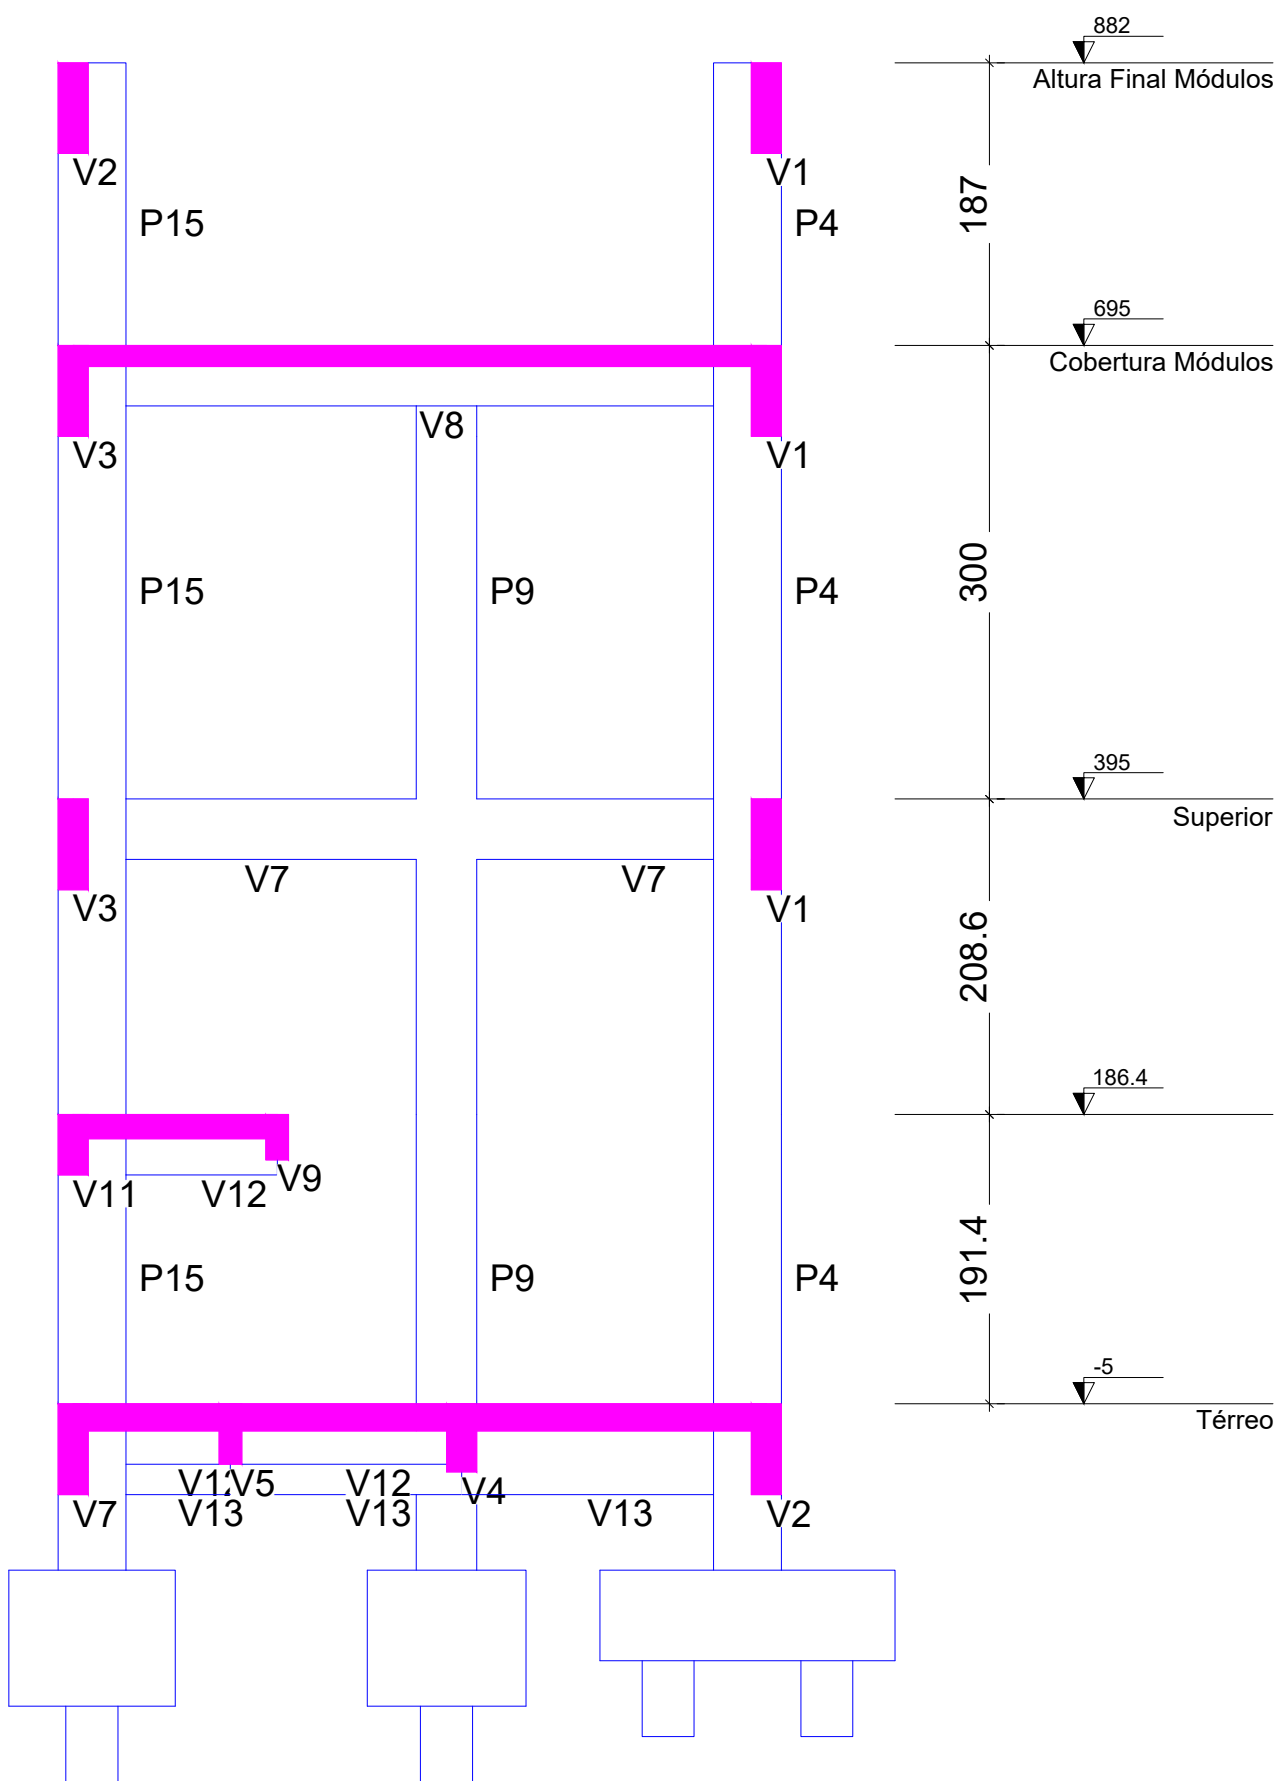 882
Altura Final Módulos
V2
V1
P15
P4
187
695
Cobertura Módulos
V8
V3
V1
300
P15
P9
P4
395
Superior
V7
V7
V3
V1
208.6
186.4
V9
V11
V12
191.4
P15
P9
P4
-5
Térreo
V12
V5
V12
V4
V7
V13
V13
V13
V2